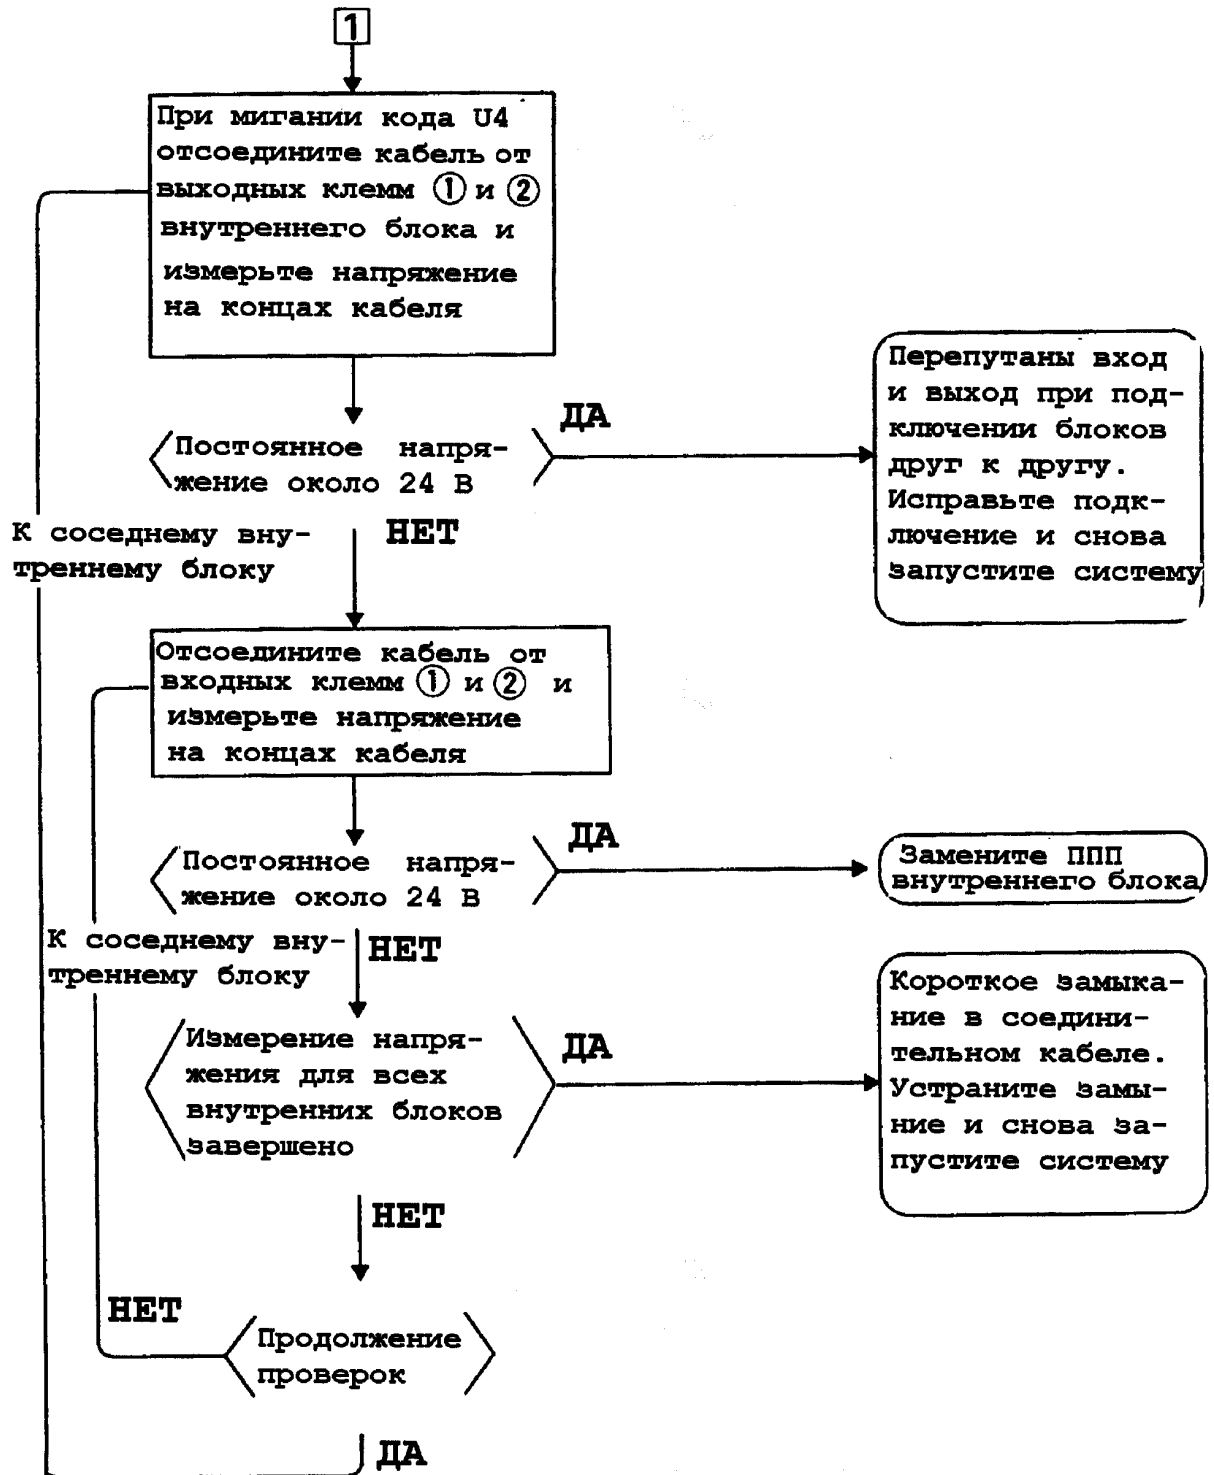 1
При мигании кода U4
отсоедините кабель от
выходных клемм ① и ②
внутреннего блока и
измерьте напряжение
на концах кабеля
Постоянное напря-
жение около 24 В
ДА
Перепутаны вход
и выход при под-
ключении блоков
друг к другу.
Исправьте подк-
лючение и снова
запустите систему
НЕТ
К соседнему вну-
треннему блоку
Отсоедините кабель от
входных клемм ① и ② и
измерьте напряжение
на концах кабеля
Постоянное напря-
жение около 24 В
ДА
Замените ППП
внутреннего блока
К соседнему вну-
треннему блоку
НЕТ
Измерение напря-
жения для всех
внутренних блоков
завершено
ДА
Короткое замыка-
ние в соедини-
тельном кабеле.
Устраните замы-
ние и снова за-
пустите систему
НЕТ
НЕТ
Продолжение
проверок
ДА